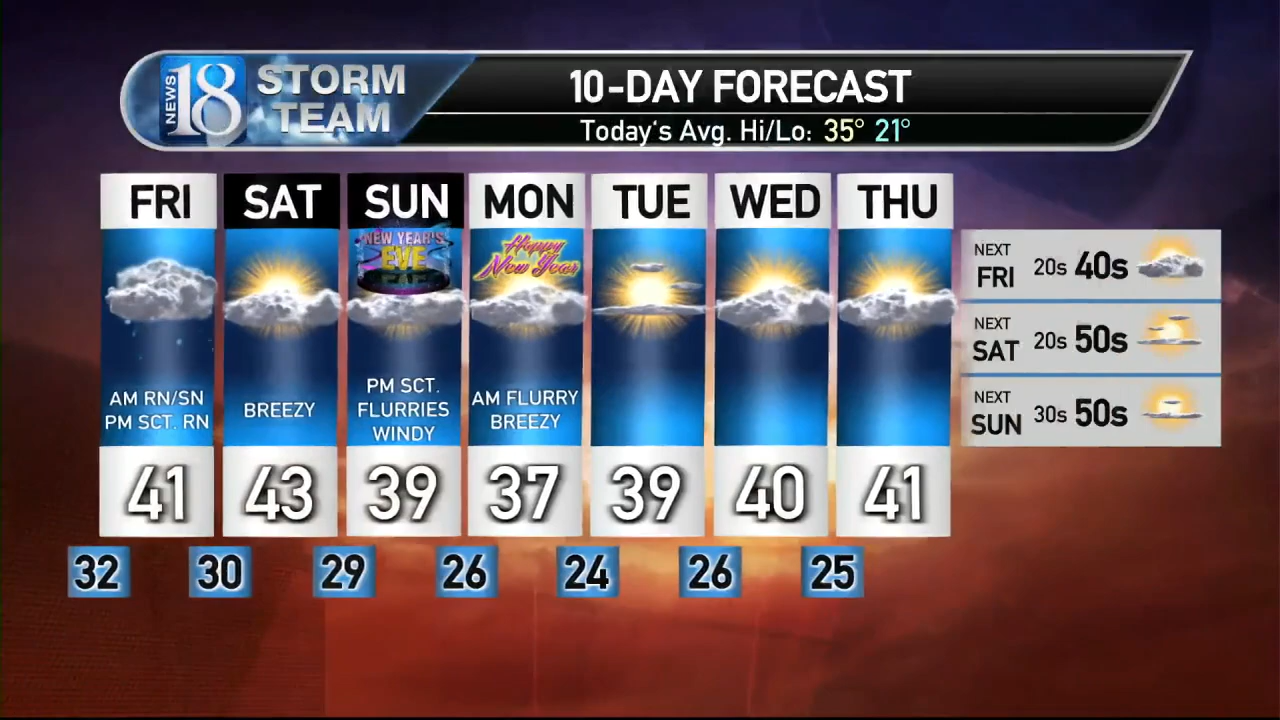 NEWS 18
STORM
TEAM
10-DAY FORECAST
Today's Avg. Hi/Lo: 35° 21°
FRI
AM RN/SN
PM SCT. RN
41
32
SAT
BREEZY
43
30
SUN
NEW YEAR'S
EVE
PM SCT.
FLURRIES
WINDY
39
29
MON
Happy
New Year
AM FLURRY
BREEZY
37
26
TUE
39
24
WED
40
26
THU
41
25
NEXT
FRI
20s 40s
NEXT
SAT
20s 50s
NEXT
SUN
30s 50s